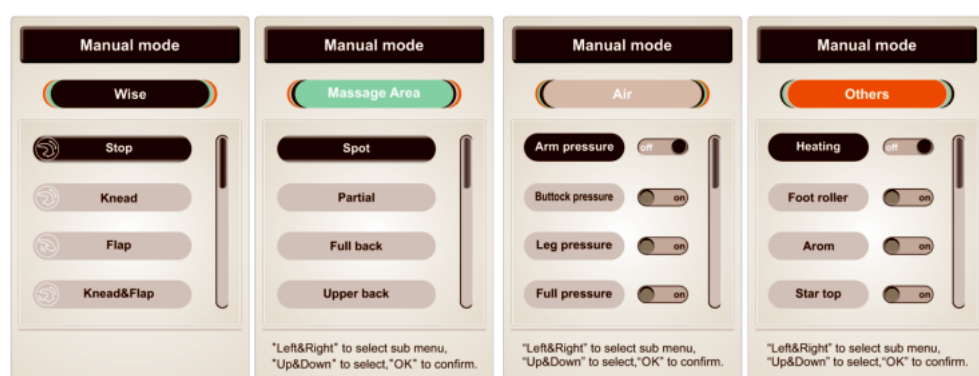 Manual mode
Wise
Stop
Knead
Flap
Knead&Flap
Manual mode
Massage Area
Spot
Partial
Full back
Upper back
"Left&Right" to select sub menu,
"Up&Down" to select,"OK" to confirm.
Manual mode
Air
Arm pressure off
Buttock pressure on
Leg pressure on
Full pressure on
"Left&Right" to select sub menu,
"Up&Down" to select,"OK" to confirm.
Manual mode
Others
Heating off
Foot roller on
Arom on
Star top on
"Left&Right" to select sub menu,
"Up&Down" to select,"OK" to confirm.